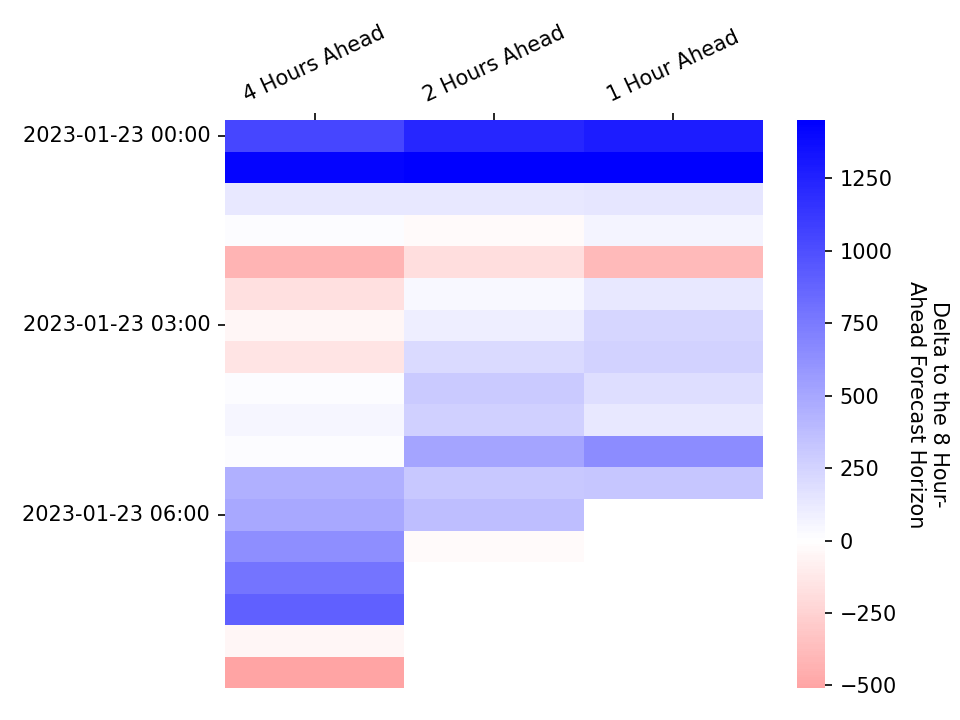 4 Hours Ahead
2 Hours Ahead
1 Hour Ahead
2023-01-23 00:00
2023-01-23 03:00
2023-01-23 06:00
1250
1000
750
500
250
0
−250
−500
Delta to the 8 Hour-
Ahead Forecast Horizon